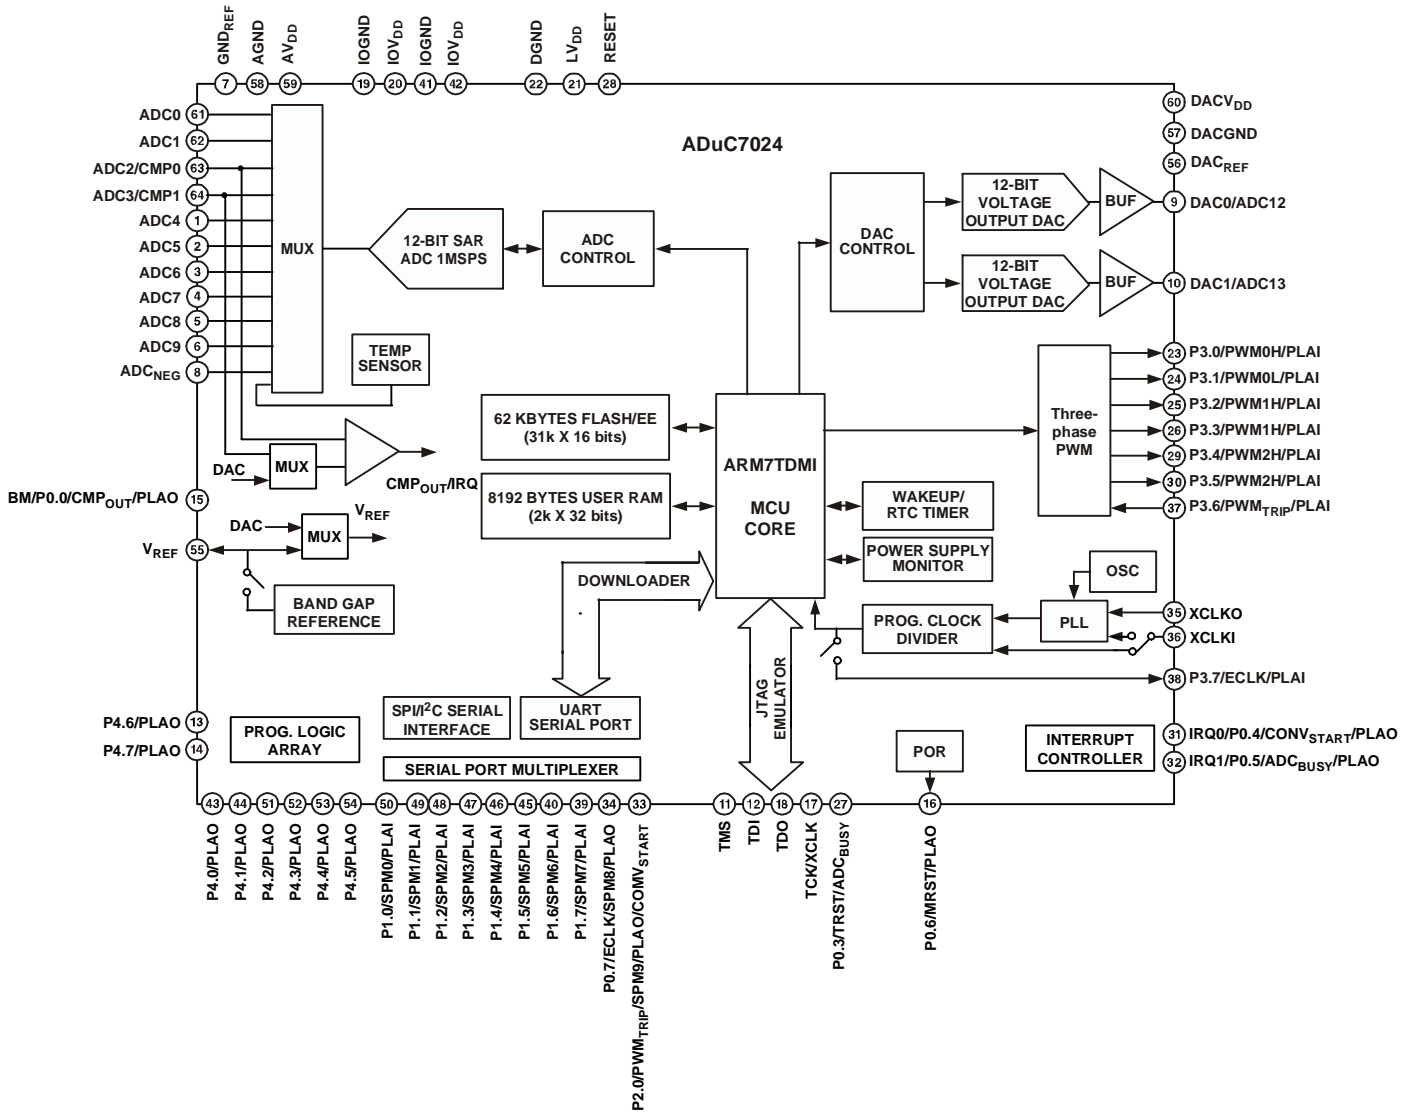 GNDREF
AGND
AVDD
IOGND
IOVDD
IOGND
IOVDD
DGND
LVDD
RESET
7
58
59
19
20
41
42
22
21
28
ADuC7024
ADC0 61
ADC1 62
ADC2/CMP0 63
ADC3/CMP1 64
ADC4 1
ADC5 2
ADC6 3
ADC7 4
ADC8 5
ADC9 6
ADCNEG 8
MUX
12-BIT SAR
ADC 1MSPS
ADC
CONTROL
TEMP
SENSOR
DAC
CONTROL
12-BIT
VOLTAGE
OUTPUT DAC
BUF
12-BIT
VOLTAGE
OUTPUT DAC
BUF
60 DACVDD
57 DACGND
56 DACREF
9 DAC0/ADC12
10 DAC1/ADC13
62 KBYTES FLASH/EE
(31k X 16 bits)
8192 BYTES USER RAM
(2k X 32 bits)
ARM7TDMI
MCU
CORE
Three-
phase
PWM
23 P3.0/PWM0H/PLAI
24 P3.1/PWM0L/PLAI
25 P3.2/PWM1H/PLAI
26 P3.3/PWM1H/PLAI
29 P3.4/PWM2H/PLAI
30 P3.5/PWM2H/PLAI
37 P3.6/PWMTRIP/PLAI
DAC
MUX
CMPOUT/IRQ
BM/P0.0/CMPOUT/PLAO 15
DAC
MUX
VREF
VREF 55
BAND GAP
REFERENCE
WAKEUP/
RTC TIMER
POWER SUPPLY
MONITOR
PROG. CLOCK
DIVIDER
OSC
PLL
35 XCLKO
36 XCLKI
38 P3.7/ECLK/PLAI
DOWNLOADER
JTAG
EMULATOR
P4.6/PLAO 13
P4.7/PLAO 14
PROG. LOGIC
ARRAY
SPI/I2C SERIAL
INTERFACE
UART
SERIAL PORT
SERIAL PORT MULTIPLEXER
POR
INTERRUPT
CONTROLLER
31 IRQ0/P0.4/CONVSTART/PLAO
32 IRQ1/P0.5/ADCBUSY/PLAO
43
44
51
52
53
54
50
49
48
47
46
45
40
39
34
33
11
12
18
17
27
16
P4.0/PLAO
P4.1/PLAO
P4.2/PLAO
P4.3/PLAO
P4.4/PLAO
P4.5/PLAO
P1.0/SPM0/PLAI
P1.1/SPM1/PLAI
P1.2/SPM2/PLAI
P1.3/SPM3/PLAI
P1.4/SPM4/PLAI
P1.5/SPM5/PLAI
P1.6/SPM6/PLAI
P1.7/SPM7/PLAI
P0.7/ECLK/SPM8/PLAO
P2.0/PWMTRIP/SPM9/PLAO/COMVSTART
TMS
TDI
TDO
TCK/XCLK
P0.3/TRST/ADCBUSY
P0.6/MRST/PLAO